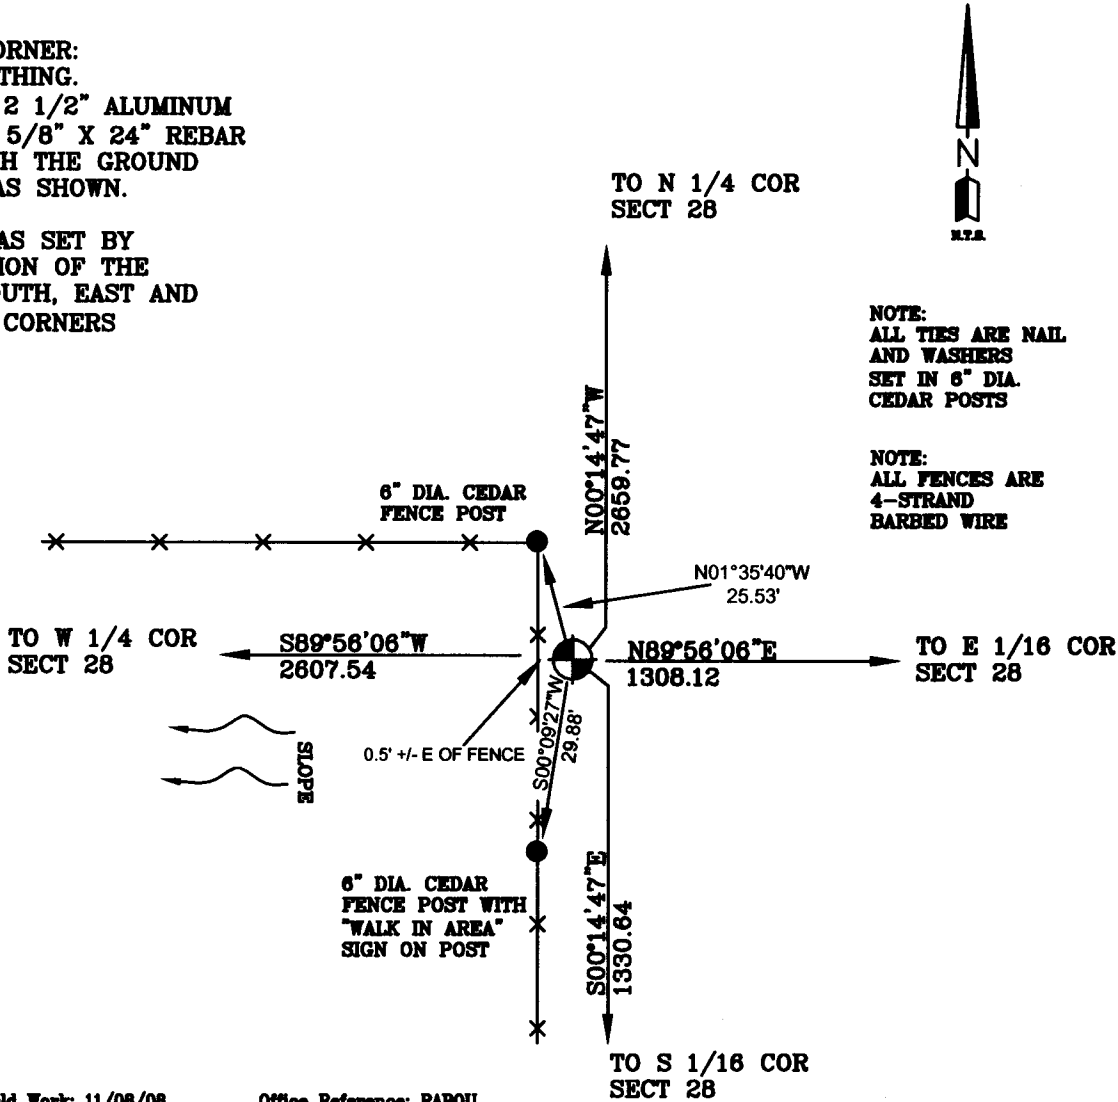 ORNER:
THING.
2 1/2" ALUMINUM
5/8" X 24" REBAR
H THE GROUND
AS SHOWN.
AS SET BY
ION OF THE
UTH, EAST AND
CORNERS
N
N.T.S.
TO N 1/4 COR
SECT 28
NOTE:
ALL TIES ARE NAIL
AND WASHERS
SET IN 6" DIA.
CEDAR POSTS
NOTE:
ALL FENCES ARE
4-STRAND
BARBED WIRE
N00°14'47"W
2659.77
6" DIA. CEDAR
FENCE POST
N01°35'40"W
25.53'
TO W 1/4 COR
SECT 28
S89°56'06"W
2607.54
N89°56'06"E
1308.12
TO E 1/16 COR
SECT 28
0.5' +/- E OF FENCE
S00°09'27"W
29.88'
SLOPE
6" DIA. CEDAR
FENCE POST WITH
"WALK IN AREA"
SIGN ON POST
S00°14'47"E
1330.64
TO S 1/16 COR
SECT 28